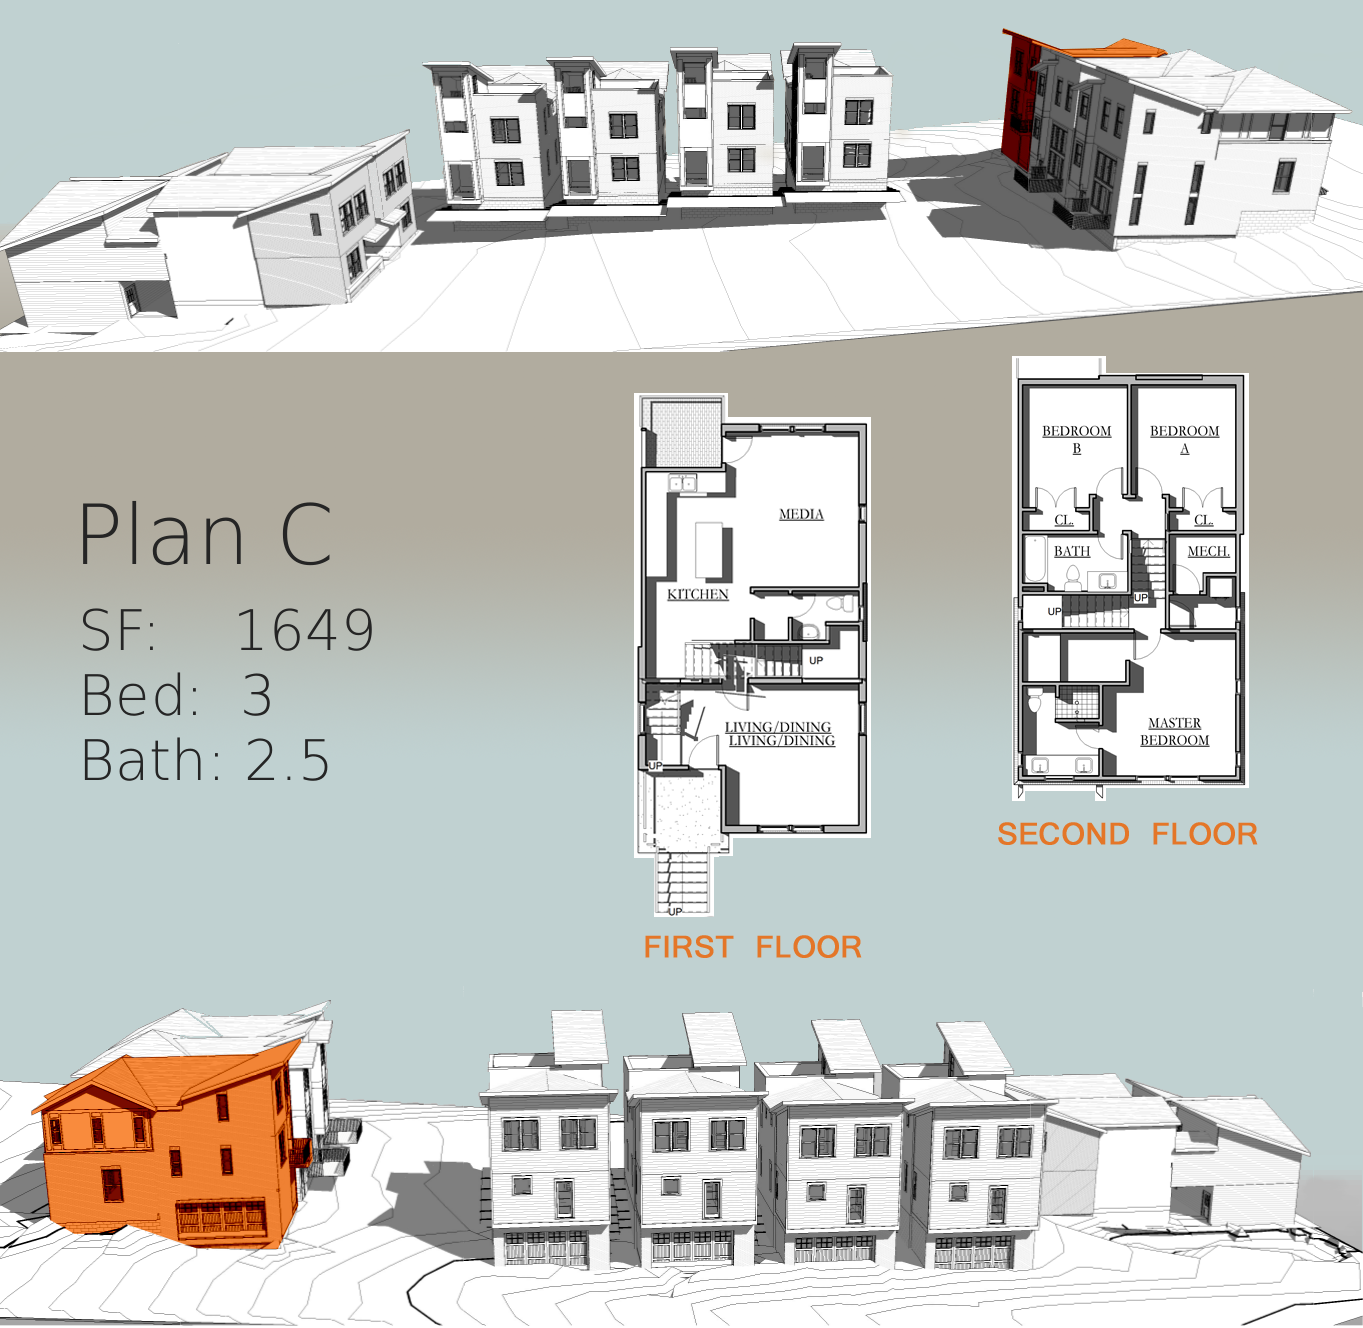 Plan C
SF: 1649
Bed: 3
Bath: 2.5
MEDIA
KITCHEN
UP
LIVING/DINING
LIVING/DINING
UP
UP
FIRST FLOOR
BEDROOM
B
BEDROOM
A
CL.
CL.
BATH
MECH.
UP
UP
MASTER
BEDROOM
SECOND FLOOR